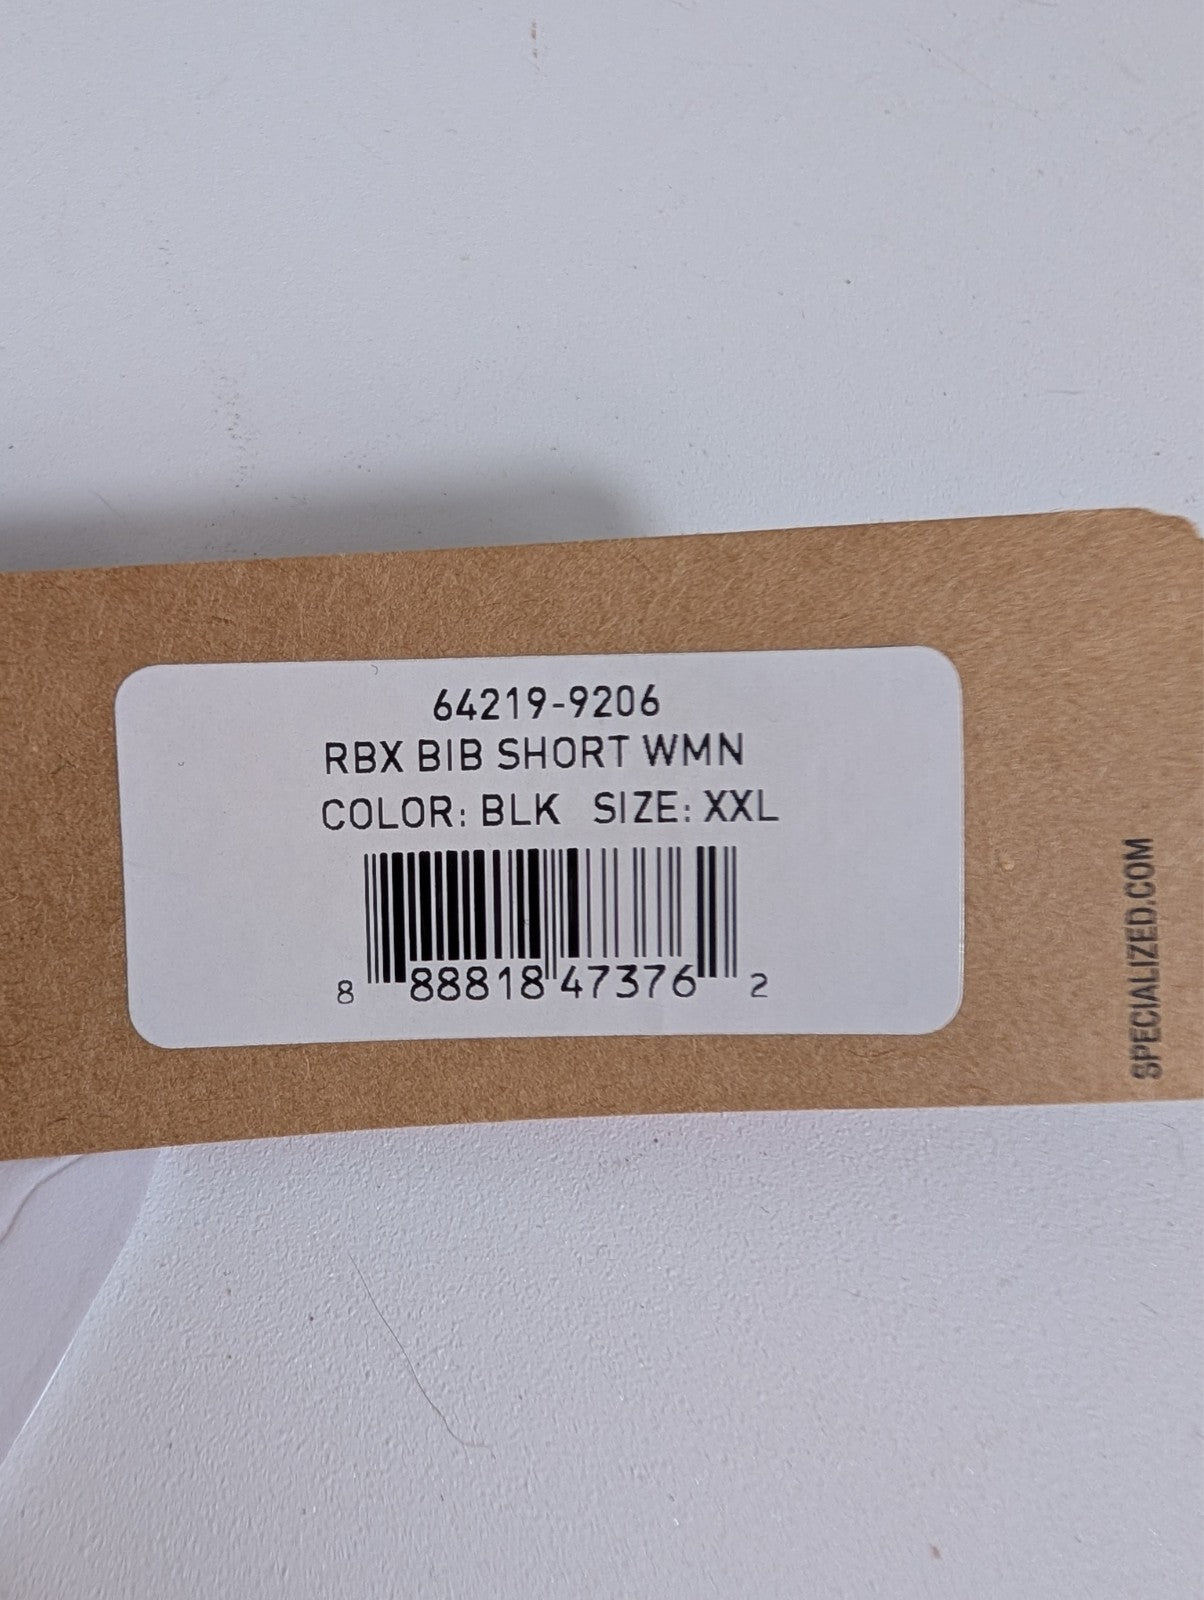 64219-9206
RBX BIB SHORT WMN
COLOR: BLK SIZE: XXL
8 88818 47376 2
SPECIALIZED.COM